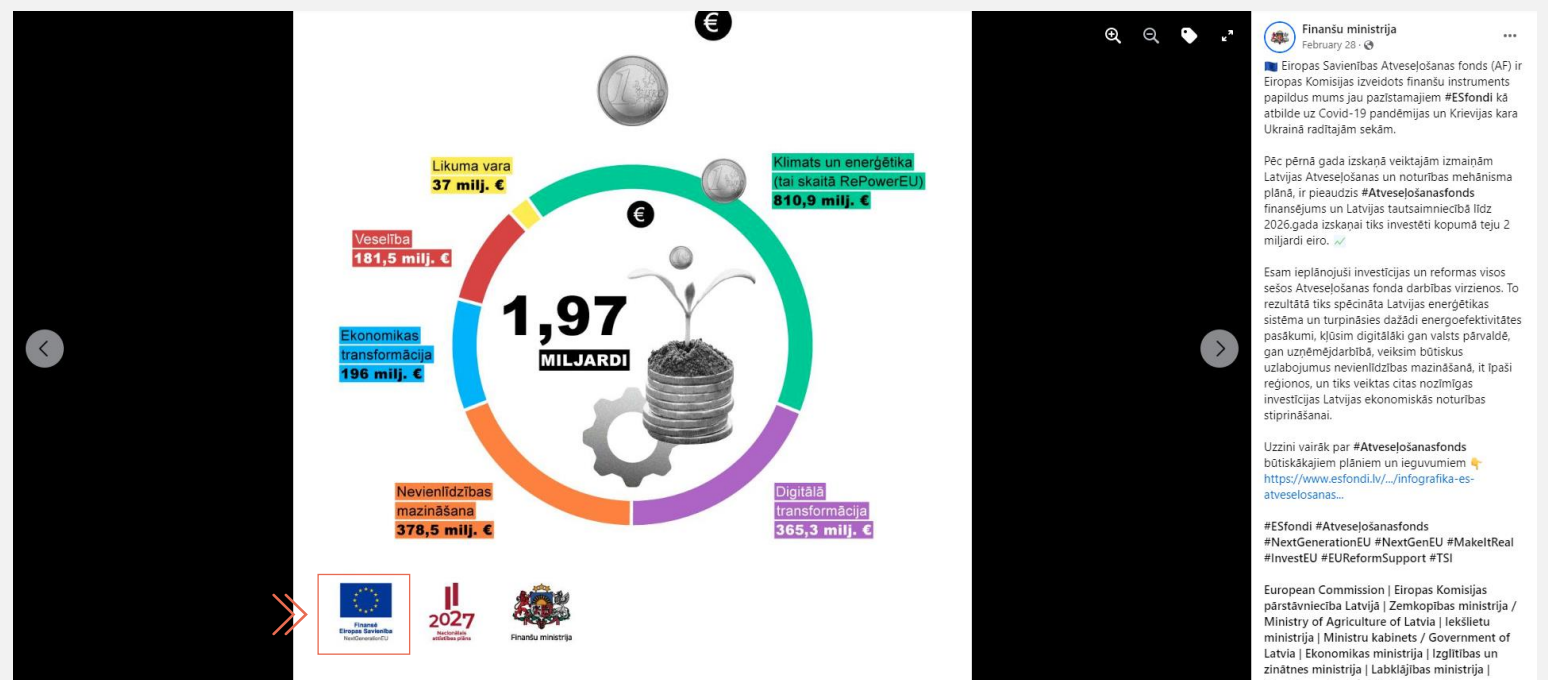 €
Likuma vara
37 milj. €
Klimats un enerģētika
(tai skaitā RePowerEU)
810,9 milj. €
€
Veselība
181,5 milj. €
1,97
MILJARDI
Ekonomikas
transformācija
196 milj. €
Nevienlīdzības
mazināšana
378,5 milj. €
Digitālā
transformācija
365,3 milj. €
Finansē
Eiropas Savienība
NextGenerationEU
2027
Nacionālais
attīstības plāns
Finanšu ministrija
Finanšu ministrija
February 28 ·
Eiropas Savienības Atveseļošanas fonds (AF) ir
Eiropas Komisijas izveidots finanšu instruments
papildus mums jau pazīstamajiem #ESfondi kā
atbilde uz Covid-19 pandēmijas un Krievijas kara
Ukrainā radītajām sekām.
Pēc pērnā gada izskaņā veiktajām izmaiņām
Latvijas Atveseļošanas un noturības mehānisma
plānā, ir pieaudzis #Atveseļošanasfonds
finansējums un Latvijas tautsaimniecībā līdz
2026.gada izskaņai tiks investēti kopumā teju 2
miljardi eiro.
Esam ieplānojuši investīcijas un reformas visos
sešos Atveseļošanas fonda darbības virzienos. To
rezultātā tiks spēcināta Latvijas enerģētikas
sistēma un turpināsies dažādi energoefektivitātes
pasākumi, kļūsim digitālāki gan valsts pārvaldē,
gan uzņēmējdarbībā, veiksim būtiskus
uzlabojumus nevienlīdzības mazināšanā, it īpaši
reģionos, un tiks veiktas citas nozīmīgas
investīcijas Latvijas ekonomiskās noturības
stiprināšanai.
Uzzini vairāk par #Atveseļošanasfonds
būtiskākajiem plāniem un ieguvumiem
https://www.esfondi.lv/.../infografika-es-
atveselosanas...
#ESfondi #Atveseļošanasfonds
#NextGenerationEU #NextGenEU #MakeItReal
#InvestEU #EUReformSupport #TSI
European Commission | Eiropas Komisijas
pārstāvniecība Latvijā | Zemkopības ministrija /
Ministry of Agriculture of Latvia | Iekšlietu
ministrija | Ministru kabinets / Government of
Latvia | Ekonomikas ministrija | Izglītības un
zinātnes ministrija | Labklājības ministrija |